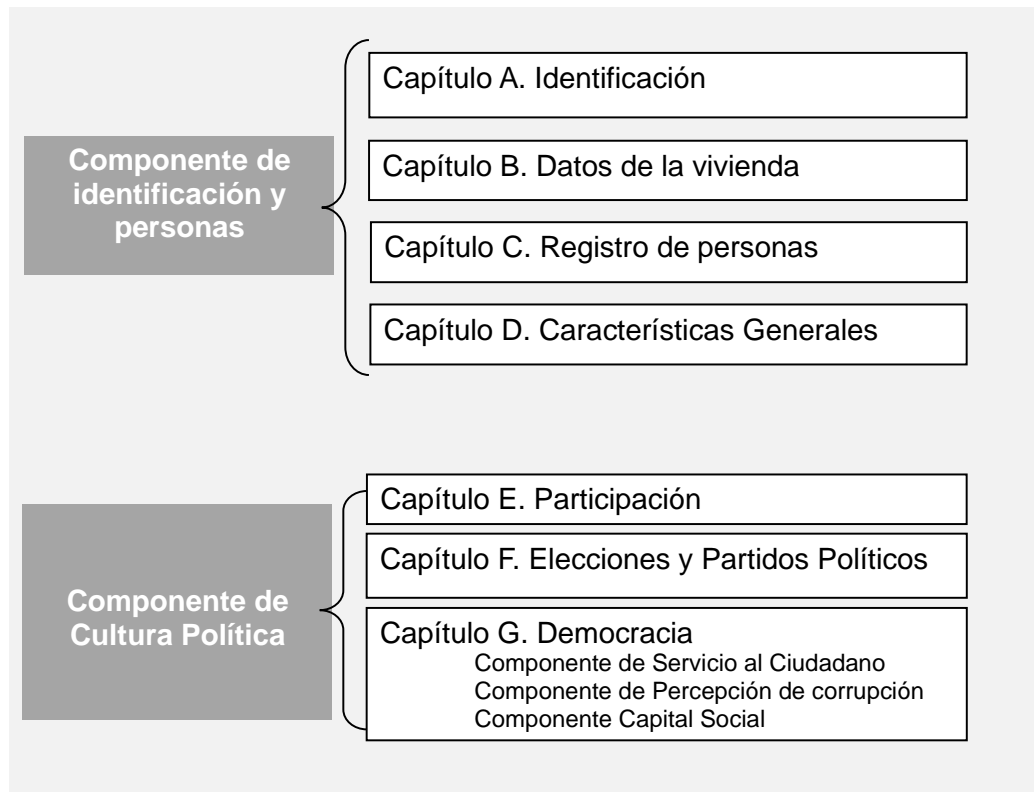 Componente de
identificación y
personas
Capítulo A. Identificación
Capítulo B. Datos de la vivienda
Capítulo C. Registro de personas
Capítulo D. Características Generales
Componente de
Cultura Política
Capítulo E. Participación
Capítulo F. Elecciones y Partidos Políticos
Capítulo G. Democracia
Componente de Servicio al Ciudadano
Componente de Percepción de corrupción
Componente Capital Social